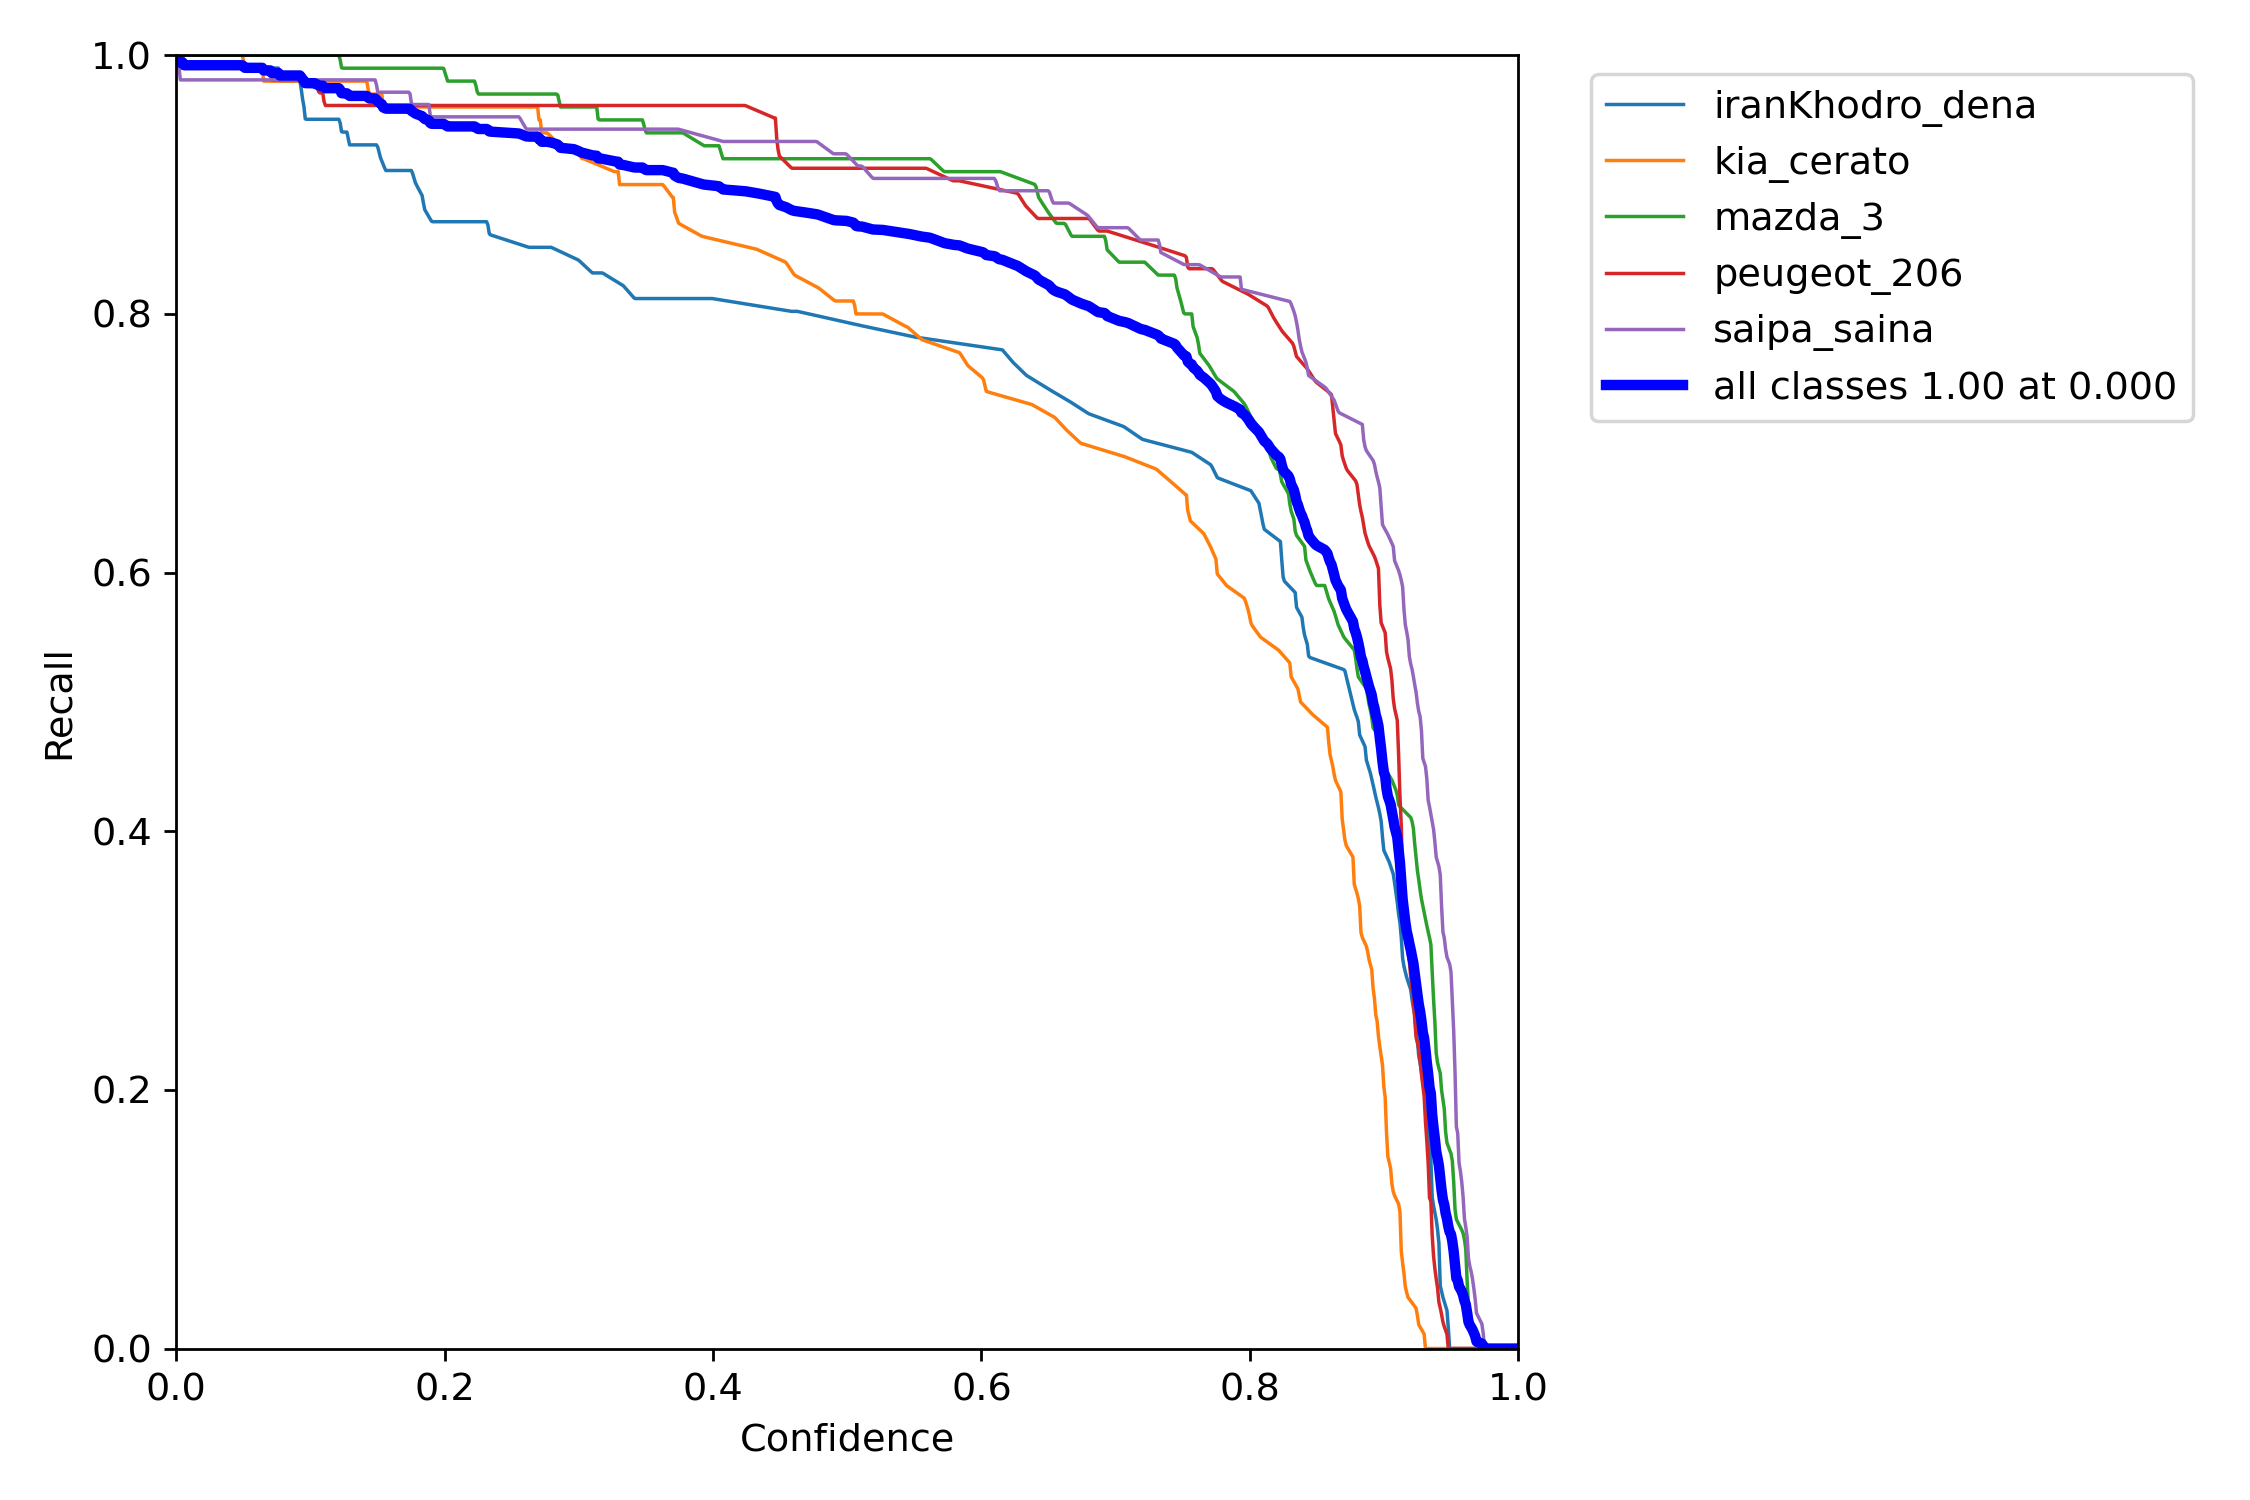 1.0
0.8
0.6
0.4
0.2
0.0
Recall
0.0 0.2 0.4 0.6 0.8 1.0
Confidence
iranKhodro_dena
kia_cerato
mazda_3
peugeot_206
saipa_saina
all classes 1.00 at 0.000